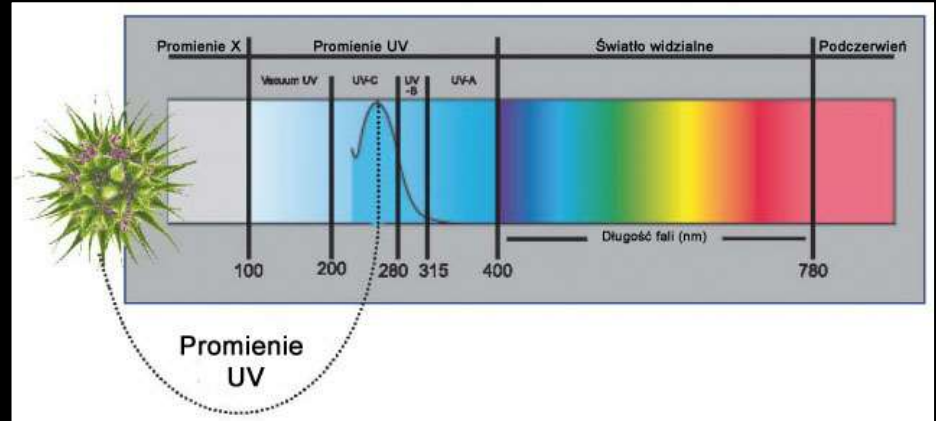 Promienie X Promienie UV Światło widzialne Podczerwień
Vacuum UV UV-C UV UV-A
-B
Długość fali (nm)
100 200 280 315 400 780
Promienie
UV